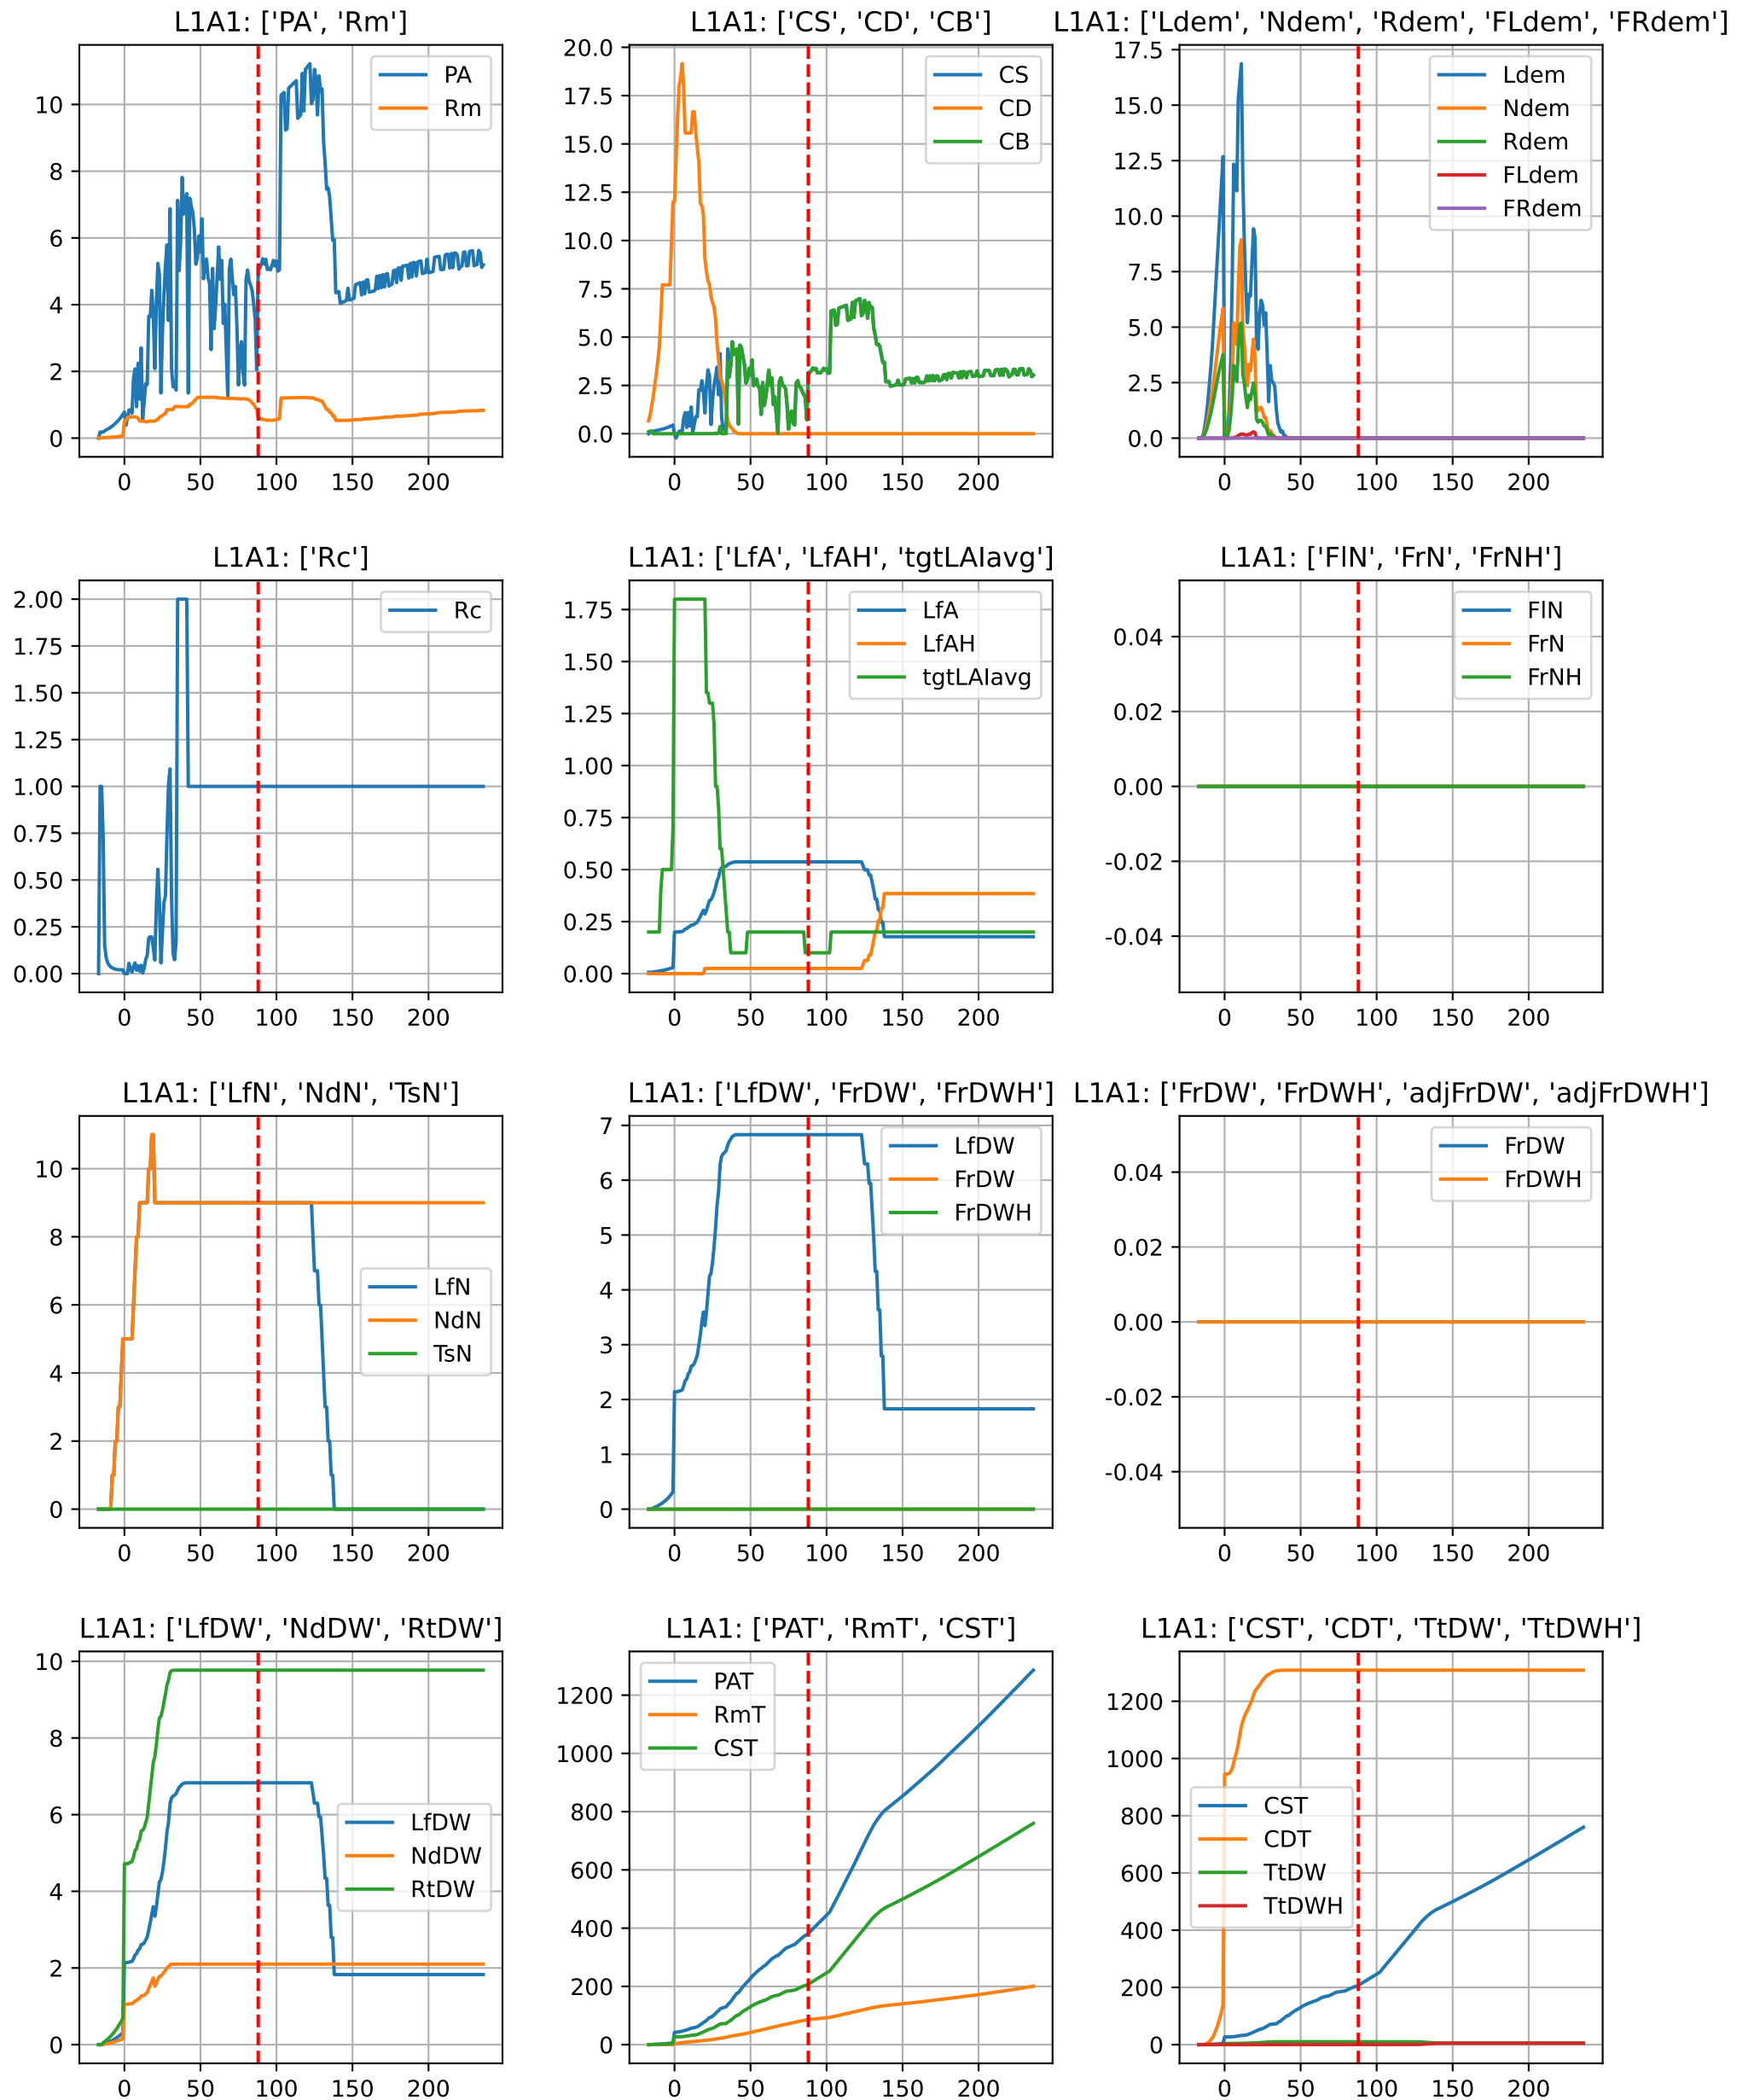 L1A1: ['PA', 'Rm']
10
8
6
4
2
0
PA
Rm
0 50 100 150 200
L1A1: ['CS', 'CD', 'CB']
20.0
17.5
15.0
12.5
10.0
7.5
5.0
2.5
0.0
CS
CD
CB
0 50 100 150 200
L1A1: ['Ldem', 'Ndem', 'Rdem', 'FLdem', 'FRdem']
17.5
15.0
12.5
10.0
7.5
5.0
2.5
0.0
Ldem
Ndem
Rdem
FLdem
FRdem
0 50 100 150 200
L1A1: ['Rc']
2.00
1.75
1.50
1.25
1.00
0.75
0.50
0.25
0.00
Rc
0 50 100 150 200
L1A1: ['LfA', 'LfAH', 'tgtLAIavg']
1.75
1.50
1.25
1.00
0.75
0.50
0.25
0.00
LfA
LfAH
tgtLAIavg
0 50 100 150 200
L1A1: ['FlN', 'FrN', 'FrNH']
0.04
0.02
0.00
-0.02
-0.04
FlN
FrN
FrNH
0 50 100 150 200
L1A1: ['LfN', 'NdN', 'TsN']
10
8
6
4
2
0
LfN
NdN
TsN
0 50 100 150 200
L1A1: ['LfDW', 'FrDW', 'FrDWH']
7
6
5
4
3
2
1
0
LfDW
FrDW
FrDWH
0 50 100 150 200
L1A1: ['FrDW', 'FrDWH', 'adjFrDW', 'adjFrDWH']
0.04
0.02
0.00
-0.02
-0.04
FrDW
FrDWH
0 50 100 150 200
L1A1: ['LfDW', 'NdDW', 'RtDW']
10
8
6
4
2
0
LfDW
NdDW
RtDW
0 50 100 150 200
L1A1: ['PAT', 'RmT', 'CST']
1200
1000
800
600
400
200
0
PAT
RmT
CST
0 50 100 150 200
L1A1: ['CST', 'CDT', 'TtDW', 'TtDWH']
1200
1000
800
600
400
200
0
CST
CDT
TtDW
TtDWH
0 50 100 150 200